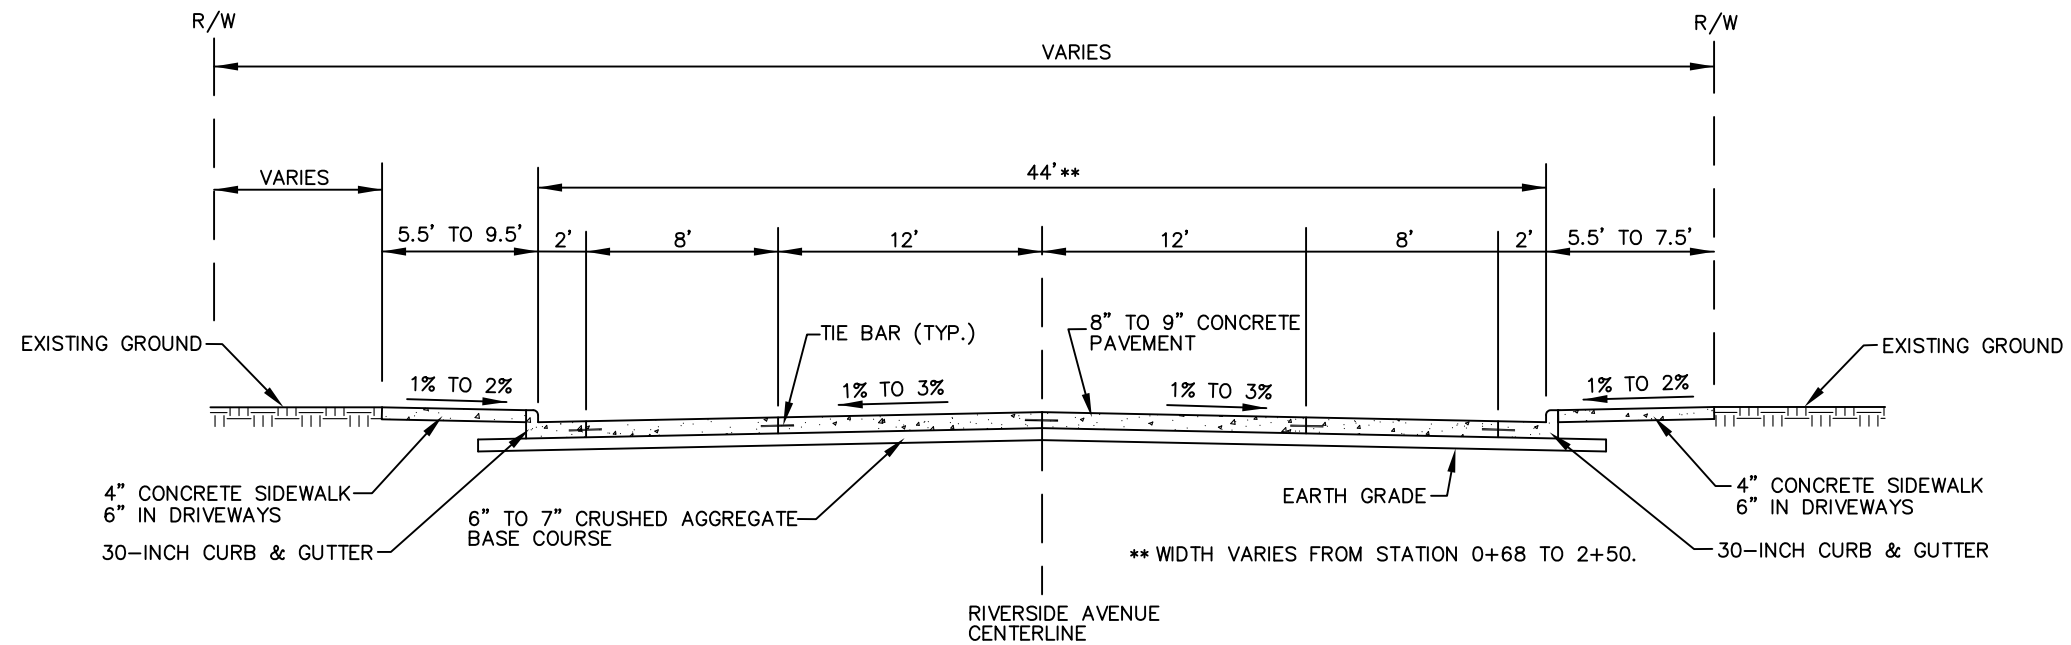 R/W
R/W
VARIES
VARIES
44'**
5.5' TO 9.5'
2'
8'
12'
12'
8'
2'
5.5' TO 7.5'
EXISTING GROUND
TIE BAR (TYP.)
8" TO 9" CONCRETE
PAVEMENT
EXISTING GROUND
1% TO 2%
1% TO 3%
1% TO 3%
1% TO 2%
4" CONCRETE SIDEWALK
6" IN DRIVEWAYS
30-INCH CURB & GUTTER
6" TO 7" CRUSHED AGGREGATE
BASE COURSE
EARTH GRADE
4" CONCRETE SIDEWALK
6" IN DRIVEWAYS
30-INCH CURB & GUTTER
** WIDTH VARIES FROM STATION 0+68 TO 2+50.
RIVERSIDE AVENUE
CENTERLINE